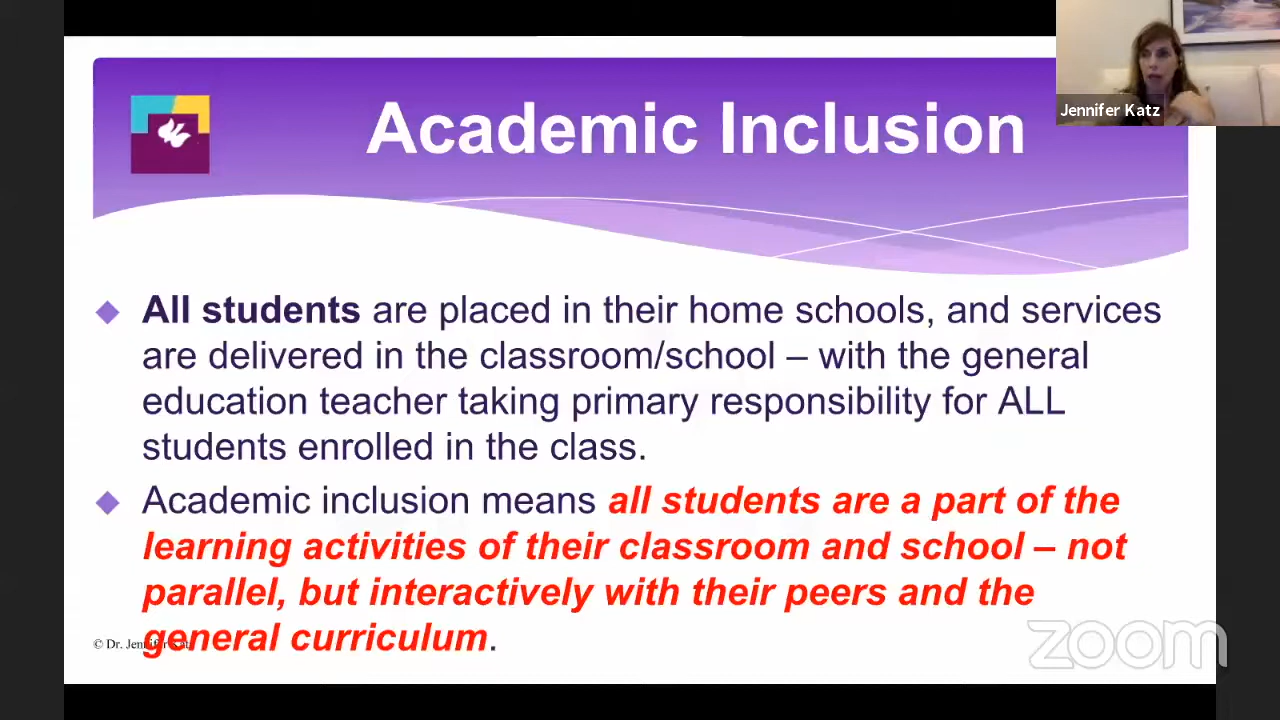 Academic Inclusion
Jennifer Katz
All students are placed in their home schools, and services
are delivered in the classroom/school – with the general
education teacher taking primary responsibility for ALL
students enrolled in the class.
Academic inclusion means all students are a part of the
learning activities of their classroom and school – not
parallel, but interactively with their peers and the
general curriculum.
© Dr. Jennifer Katz
zoom